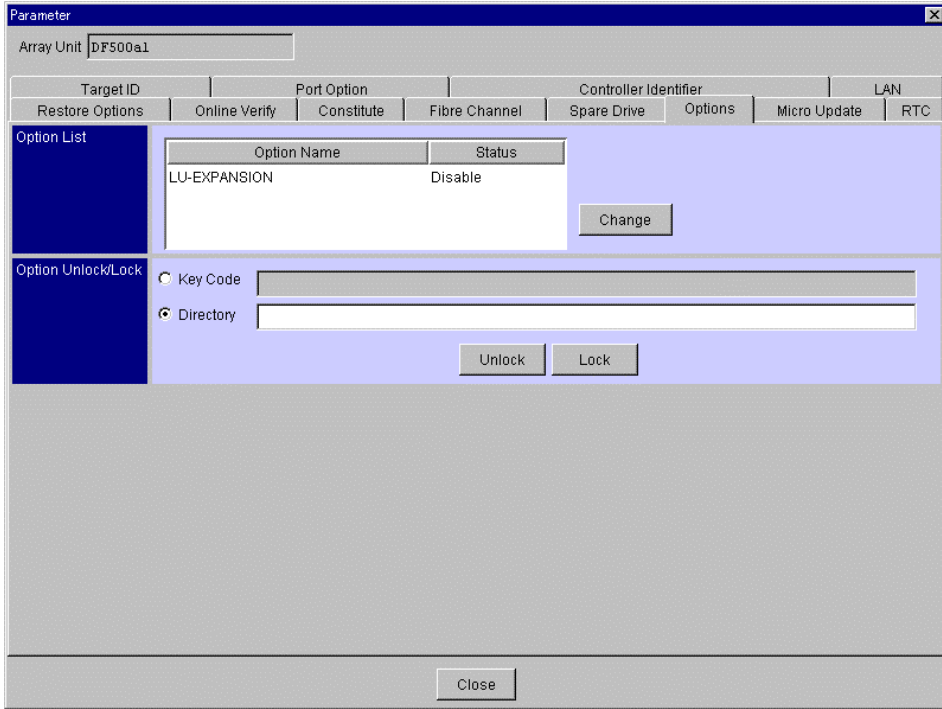 Parameter
Array Unit DF500a1
Target ID Port Option Controller Identifier LAN
Restore Options Online Verify Constitute Fibre Channel Spare Drive Options Micro Update RTC
Option List
Option Name Status
LU-EXPANSION Disable
Change
Option Unlock/Lock
Key Code
Directory
Unlock Lock
Close